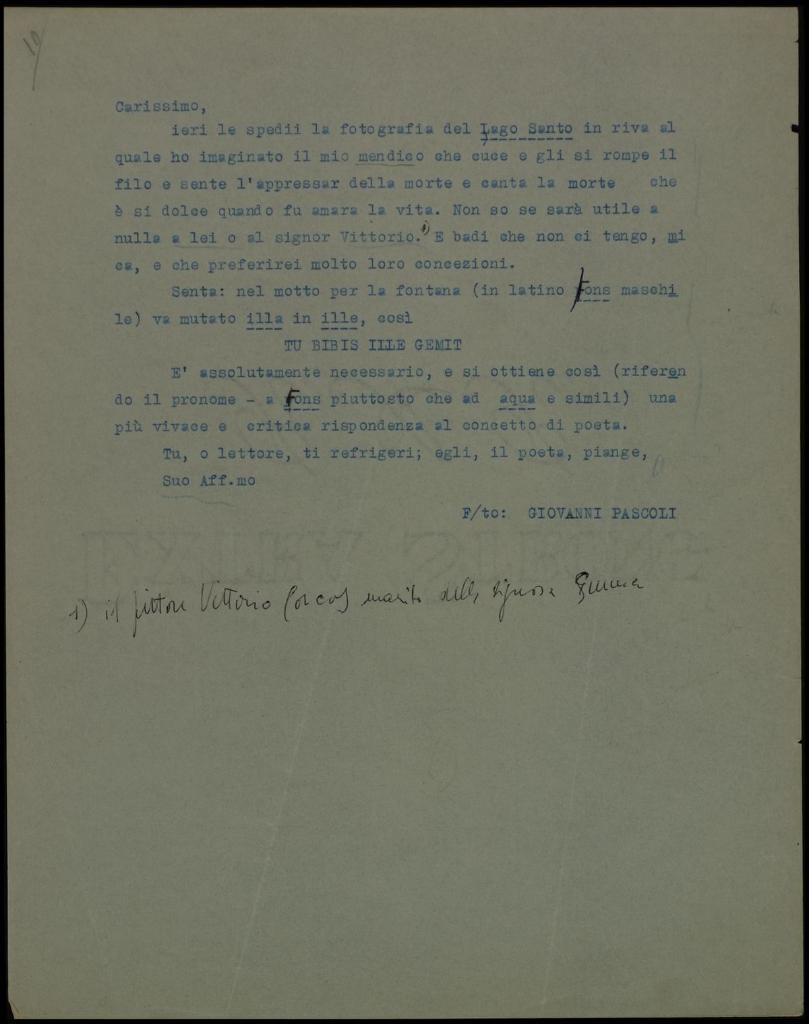 19
Carissimo,
ieri le spedii la fotografia del Lago Santo in riva al
quale ho imaginato il mio mendico che cuce e gli si rompe il
filo e sente l'appressar della morte e canta la morte che
è si dolce quando fu amara la vita. Non so se sarà utile a
nulla a lei o al signor Vittorio.1) E badi che non ci tengo, mi
ca, e che preferirei molto loro concezioni.
Senta: nel motto per la fontana (in latino fons maschi
le) va mutato illa in ille, così
TU BIBIS ILLE GEMIT
E' assolutamente necessario, e si ottiene così (riferen
do il pronome - a fons piuttosto che ad aqua e simili) una
più vivace e critica rispondenza al concetto di poeta.
Tu, o lettore, ti refrigeri; egli, il poeta, piange,
Suo Aff.mo
F/to: GIOVANNI PASCOLI
1) il pittore Vittorio Corcos marito della signora Emma